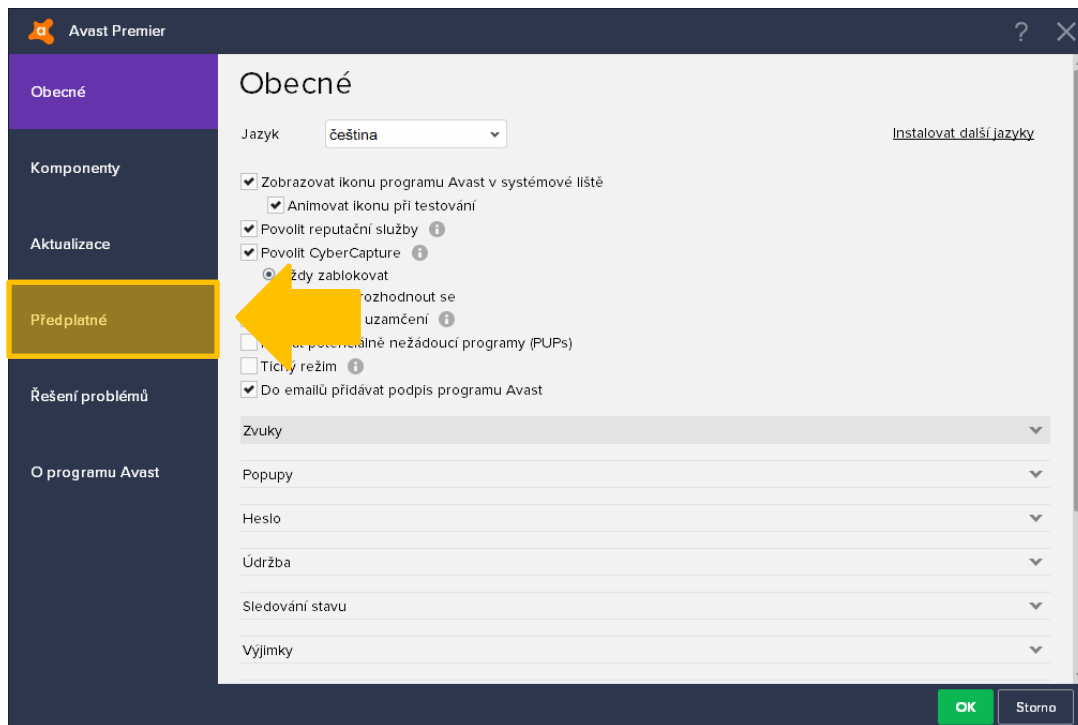 Avast Premier
?
Obecné
Komponenty
Aktualizace
Předplatné
Řešení problémů
O programu Avast
Obecné
Jazyk čeština Instalovat další jazyky
Zobrazovat ikonu programu Avast v systémové liště
Animovat ikonu při testování
Povolit reputační služby
Povolit CyberCapture
zablokovat
rozhodnout se
uzamčení
potenciálně nežádoucí programy (PUPs)
Tichý režim
Do emailů přidávat podpis programu Avast
Zvuky
Popupy
Heslo
Údržba
Sledování stavu
Výjimky
OK Storno